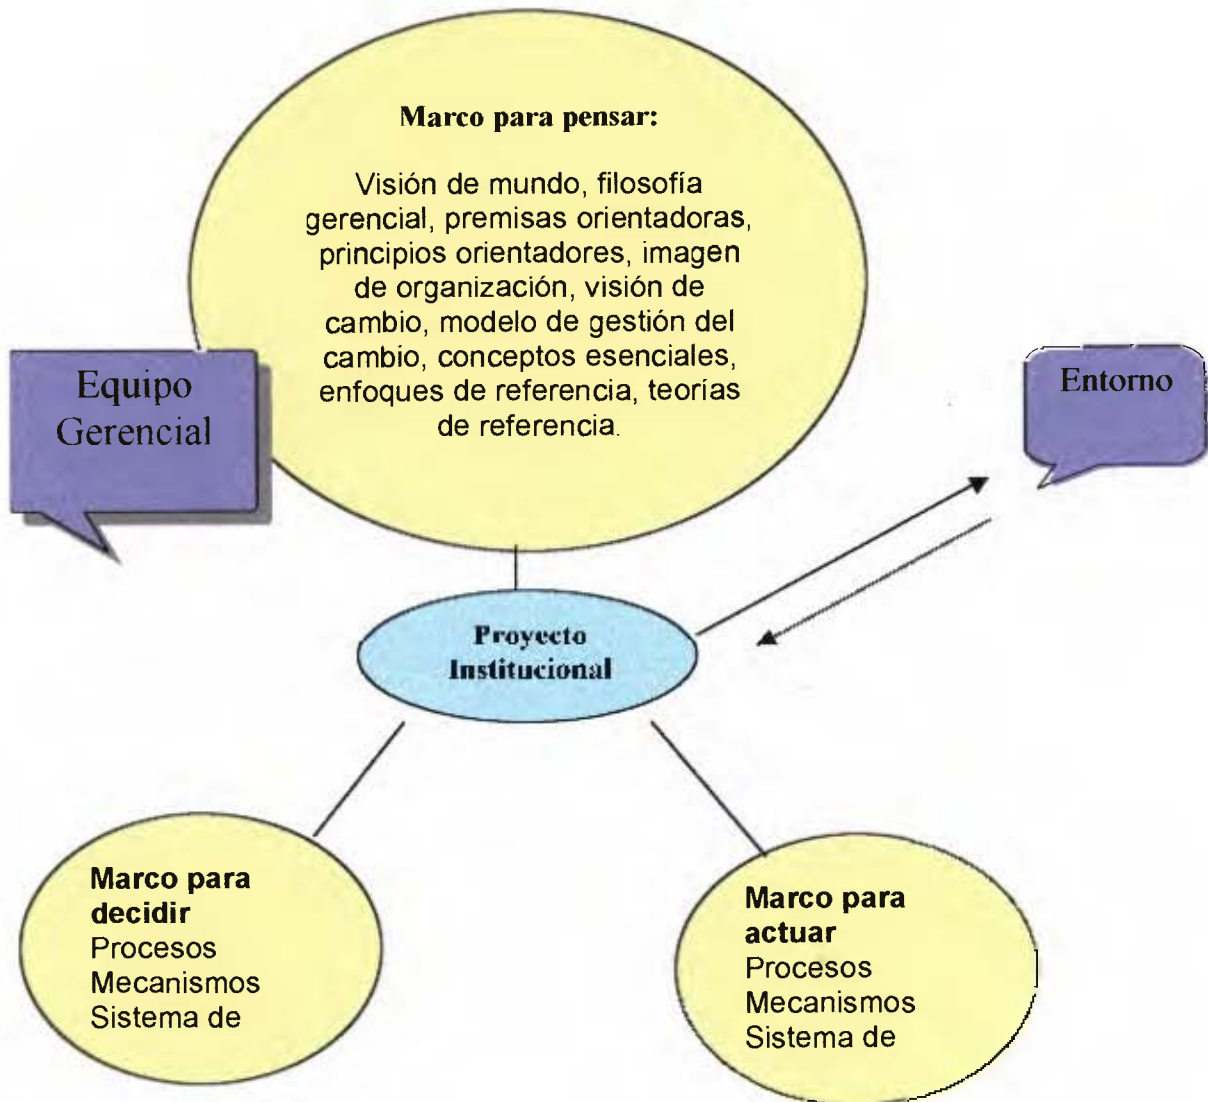 Marco para pensar:
Visión de mundo, filosofía
gerencial, premisas orientadoras,
principios orientadores, imagen
de organización, visión de
cambio, modelo de gestión del
cambio, conceptos esenciales,
enfoques de referencia, teorías
de referencia.
Equipo
Gerencial
Entorno
Proyecto
Institucional
Marco para
decidir
Procesos
Mecanismos
Sistema de
Marco para
actuar
Procesos
Mecanismos
Sistema de